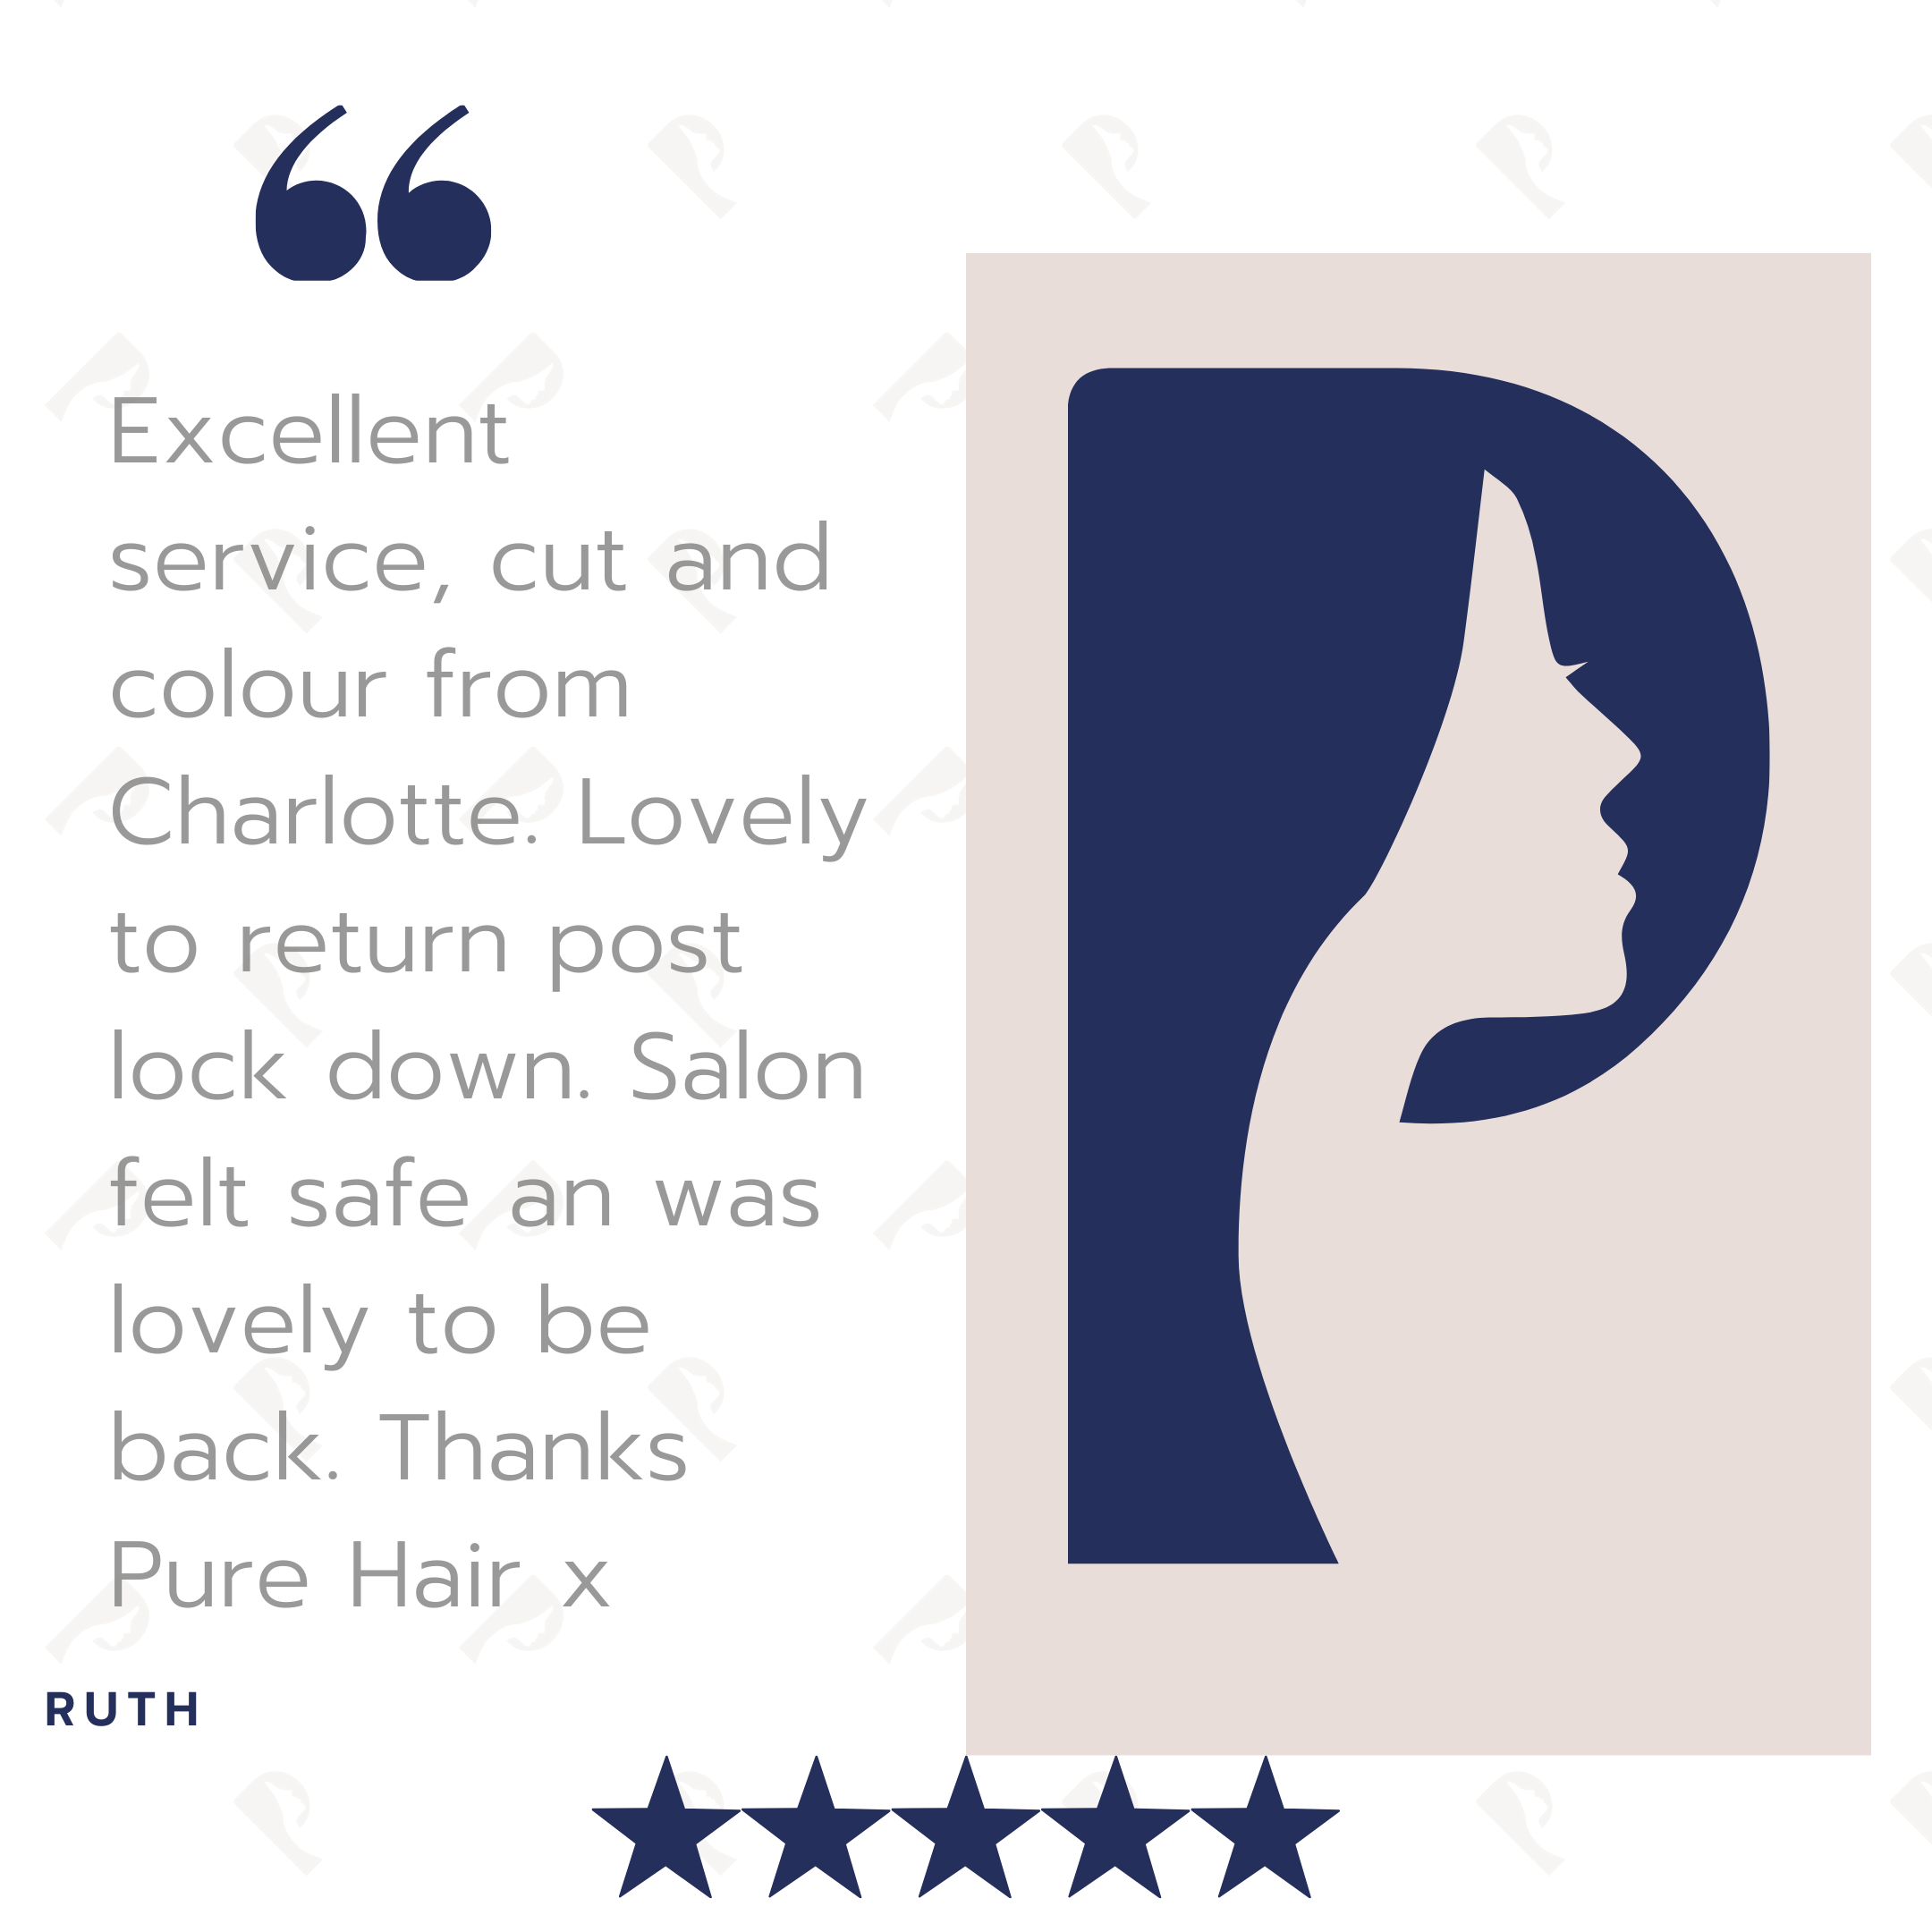 Excellent
service, cut and
colour from
Charlotte. Lovely
to return post
lock down. Salon
felt safe an was
lovely to be
back. Thanks
Pure Hair x
RUTH